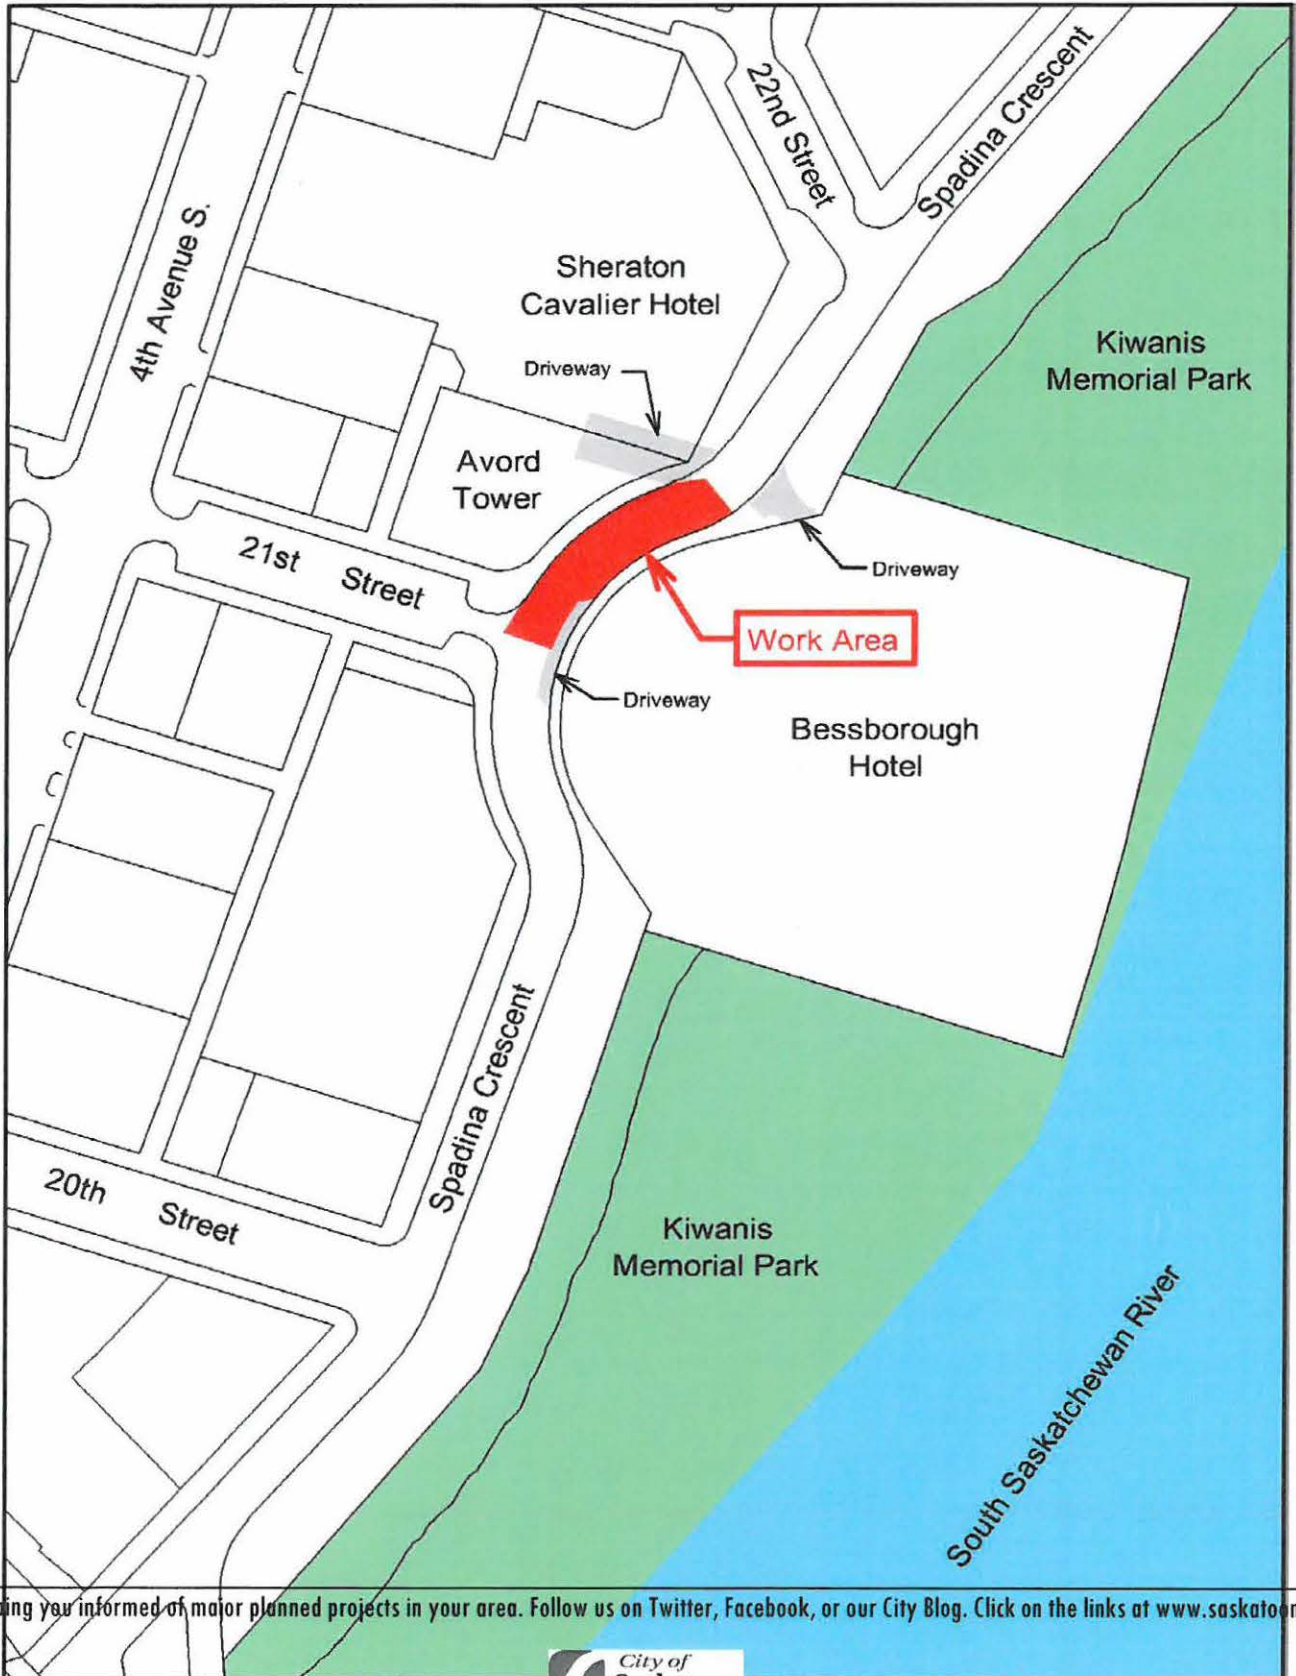 22nd Street
Spadina Crescent
4th Avenue S.
Sheraton
Cavalier Hotel
Kiwanis
Memorial Park
Driveway
Avord
Tower
21st Street
Driveway
Work Area
Driveway
Bessborough
Hotel
Spadina Crescent
20th Street
Kiwanis
Memorial Park
South Saskatchewan River
you informed of major planned projects in your area. Follow us on Twitter, Facebook, or our City Blog. Click on the links at
City of